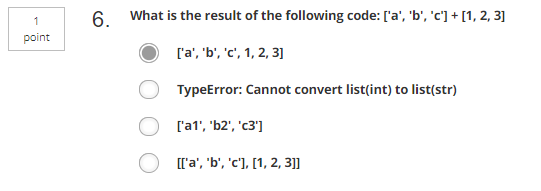 1
point
6. What is the result of the following code: ['a', 'b', 'c'] + [1, 2, 3]
['a', 'b', 'c', 1, 2, 3]
TypeError: Cannot convert list(int) to list(str)
['a1', 'b2', 'c3']
[['a', 'b', 'c'], [1, 2, 3]]